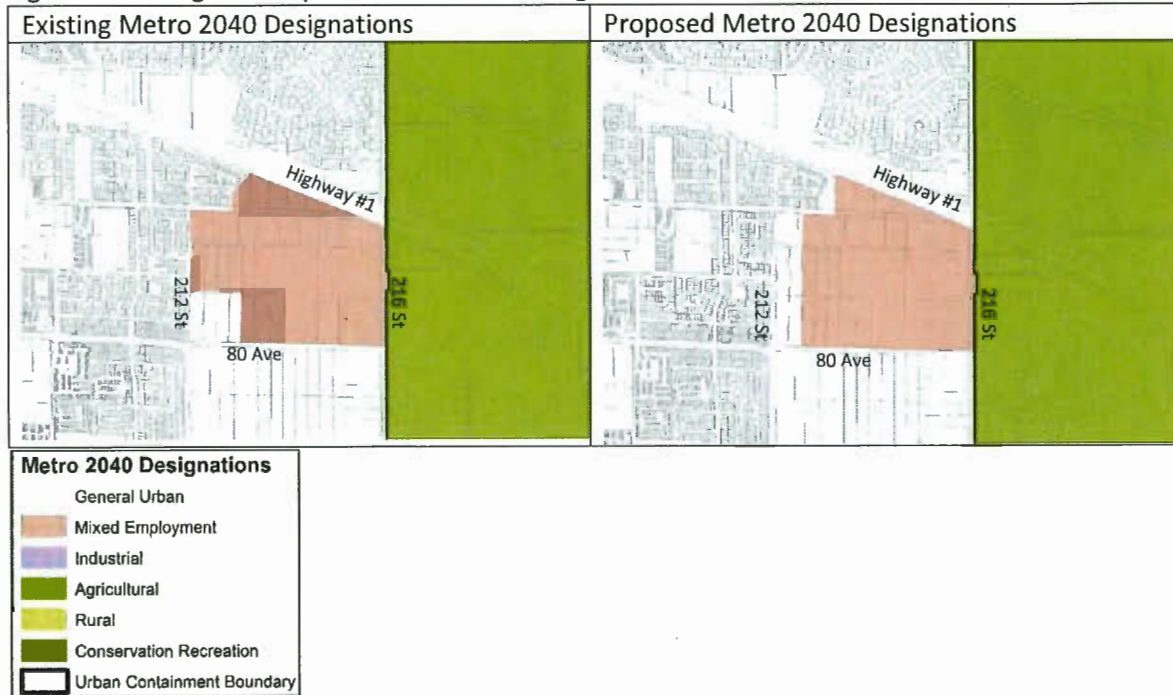 Existing Metro 2040 Designations
Proposed Metro 2040 Designations
Highway #1
212 St
216 St
80 Ave
Highway #1
212 St
216 St
80 Ave
Metro 2040 Designations
General Urban
Mixed Employment
Industrial
Agricultural
Rural
Conservation Recreation
Urban Containment Boundary